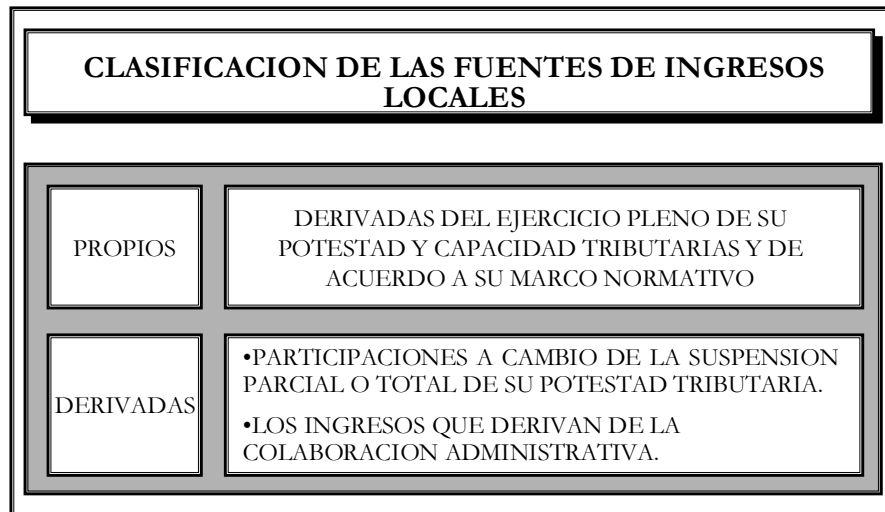 CLASIFICACION DE LAS FUENTES DE INGRESOS
LOCALES
PROPIOS
DERIVADAS DEL EJERCICIO PLENO DE SU
POTESTAD Y CAPACIDAD TRIBUTARIAS Y DE
ACUERDO A SU MARCO NORMATIVO
DERIVADAS
•PARTICIPACIONES A CAMBIO DE LA SUSPENSION
PARCIAL O TOTAL DE SU POTESTAD TRIBUTARIA.
•LOS INGRESOS QUE DERIVAN DE LA
COLABORACION ADMINISTRATIVA.